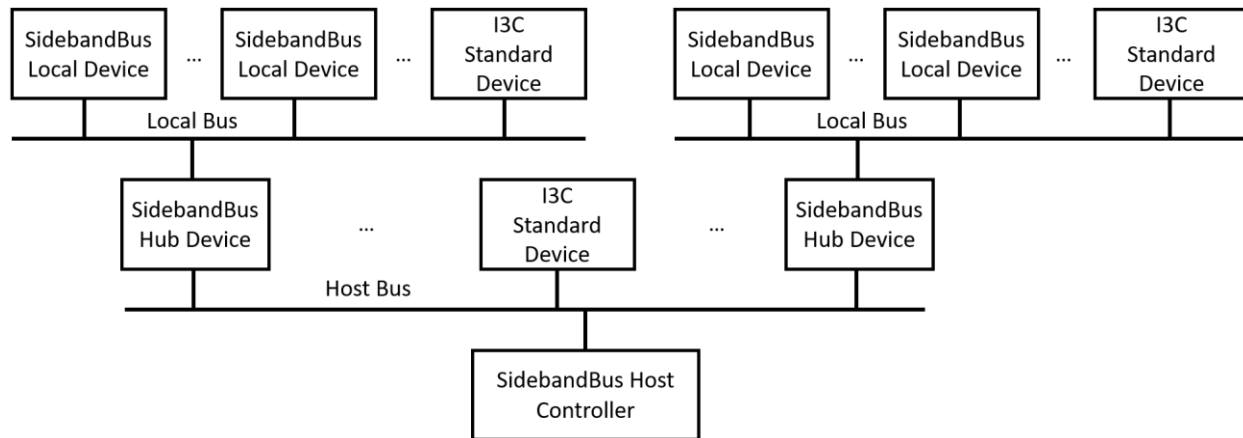 SidebandBus
Local Device
...
SidebandBus
Local Device
...
I3C
Standard
Device
SidebandBus
Local Device
...
SidebandBus
Local Device
...
I3C
Standard
Device
Local Bus
Local Bus
SidebandBus
Hub Device
...
I3C
Standard
Device
...
SidebandBus
Hub Device
Host Bus
SidebandBus Host
Controller